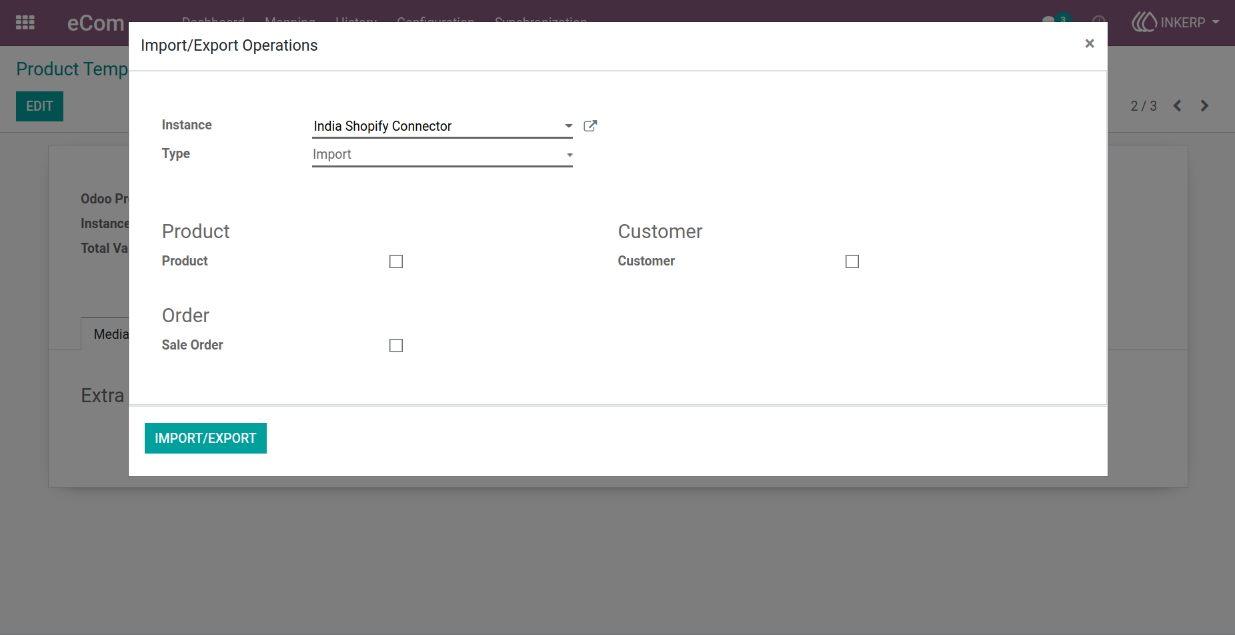 eCom Dashboard Mapping History Configuration Synchronization 3 INKERP
Import/Export Operations ×
Product Temp
EDIT 2 / 3
Instance India Shopify Connector
Type Import
Odoo Pr
Instance
Total Va
Product Customer
Product Customer
Order
Sale Order
Media
Extra
IMPORT/EXPORT